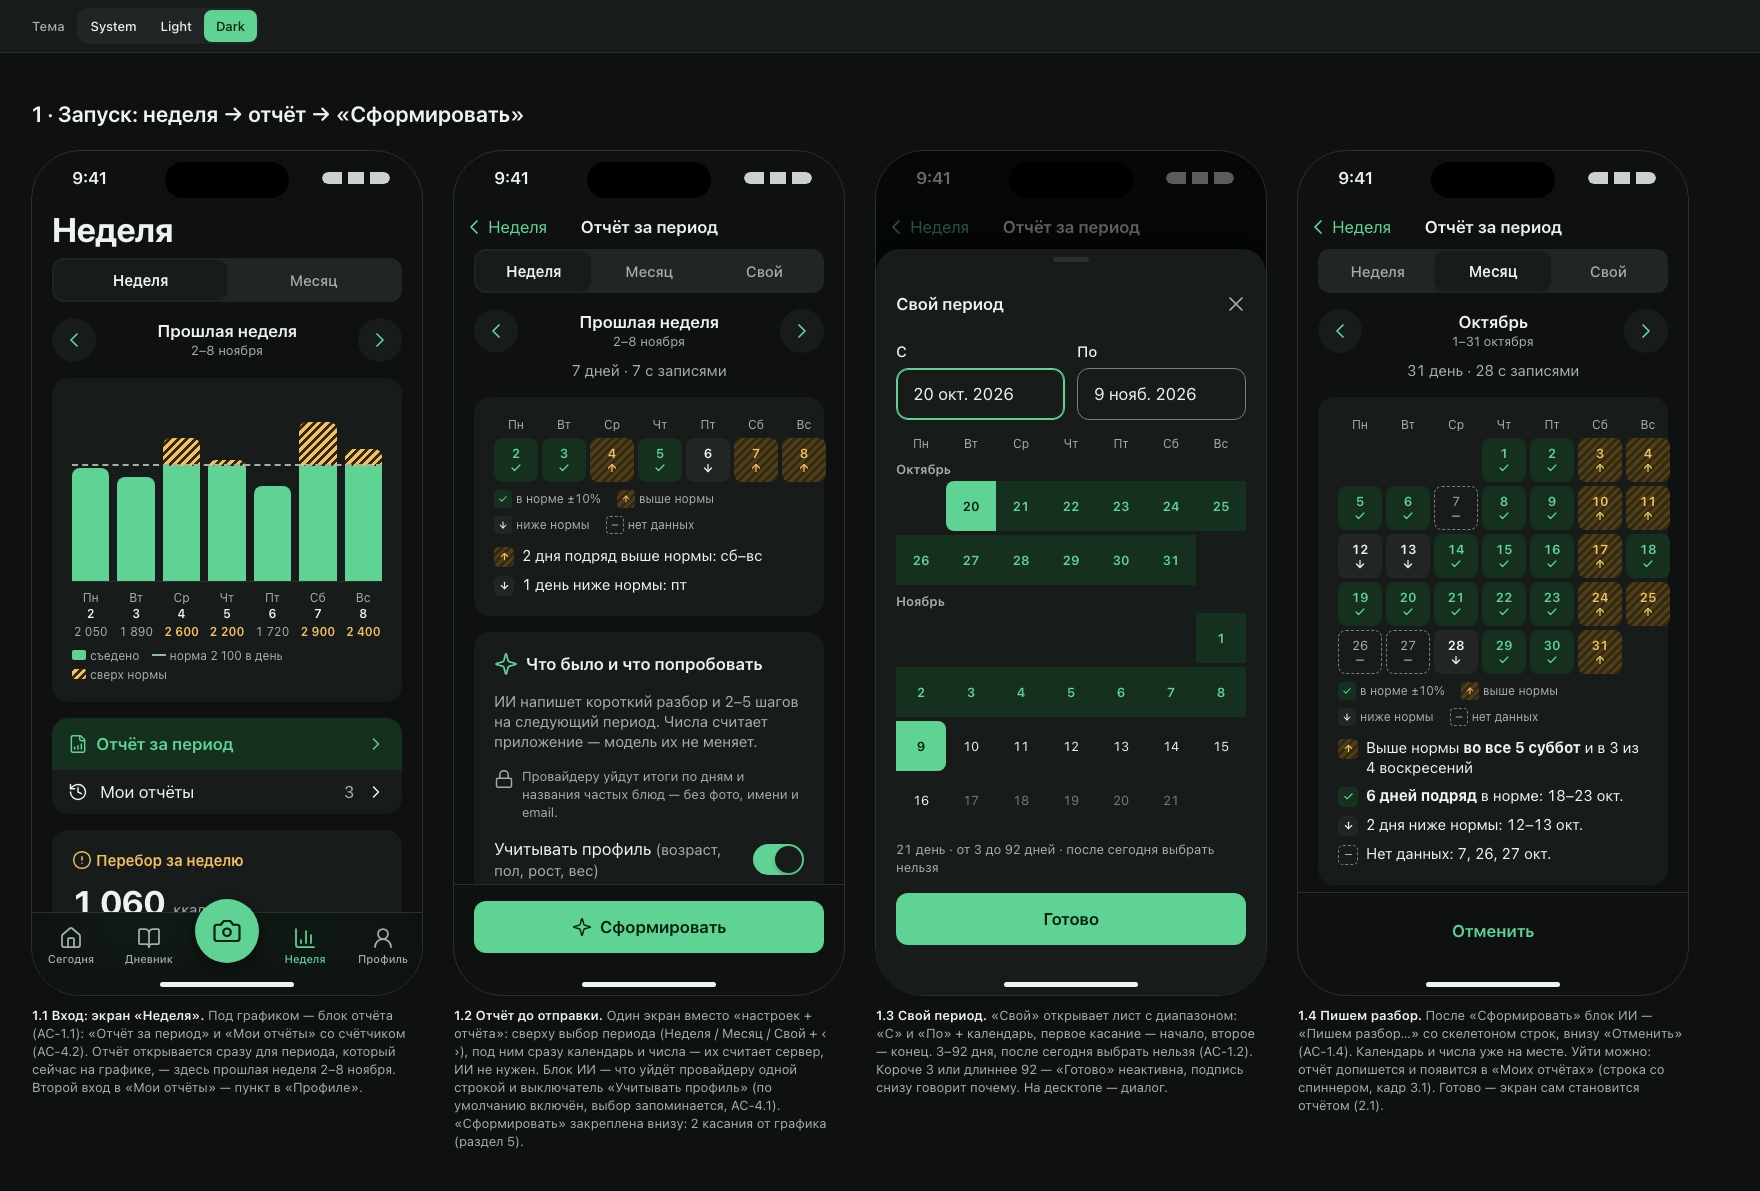 Тема System Light Dark
1 · Запуск: неделя → отчёт → «Сформировать»
9:41
Неделя
Неделя Месяц
Прошлая неделя
2–8 ноября
Пн Вт Ср Чт Пт Сб Вс
2 3 4 5 6 7 8
2 050 1 890 2 600 2 200 1 720 2 900 2 400
съедено норма 2 100 в день
сверх нормы
Отчёт за период
Мои отчёты 3
Перебор за неделю
1 060 ккал
Сегодня Дневник Неделя Профиль
1.1 Вход: экран «Неделя». Под графиком — блок отчёта
(AC-1.1): «Отчёт за период» и «Мои отчёты» со счётчиком
(AC-4.2). Отчёт открывается сразу для периода, который
сейчас на графике, — здесь прошлая неделя 2–8 ноября.
Второй вход в «Мои отчёты» — пункт в «Профиле».
9:41
Неделя Отчёт за период
Неделя Месяц Свой
Прошлая неделя
2–8 ноября
7 дней · 7 с записями
Пн Вт Ср Чт Пт Сб Вс
2 3 4 5 6 7 8
✓ ✓ ↑ ✓ ↓ ↑ ↑
✓ в норме ±10% ↑ выше нормы
↓ ниже нормы – нет данных
↑ 2 дня подряд выше нормы: сб–вс
↓ 1 день ниже нормы: пт
Что было и что попробовать
ИИ напишет короткий разбор и 2–5 шагов
на следующий период. Числа считает
приложение — модель их не меняет.
Провайдеру уйдут итоги по дням и
названия частых блюд — без фото, имени и
email.
Учитывать профиль (возраст,
пол, рост, вес)
Сформировать
1.2 Отчёт до отправки. Один экран вместо «настроек +
отчёта»: сверху выбор периода (Неделя / Месяц / Свой + ‹
›), под ним сразу календарь и числа — их считает сервер,
ИИ не нужен. Блок ИИ — что уйдёт провайдеру одной
строкой и выключатель «Учитывать профиль» (по
умолчанию включён, выбор запоминается, AC-4.1).
«Сформировать» закреплена внизу: 2 касания от графика
(раздел 5).
9:41
Неделя Отчёт за период
Свой период
С По
20 окт. 2026 9 нояб. 2026
Пн Вт Ср Чт Пт Сб Вс
Октябрь
20 21 22 23 24 25
26 27 28 29 30 31
Ноябрь
1
2 3 4 5 6 7 8
9 10 11 12 13 14 15
16 17 18 19 20 21
21 день · от 3 до 92 дней · после сегодня выбрать
нельзя
Готово
1.3 Свой период. «Свой» открывает лист с диапазоном:
«С» и «По» + календарь, первое касание — начало, второе
— конец. 3–92 дня, после сегодня выбрать нельзя (AC-1.2).
Короче 3 или длиннее 92 — «Готово» неактивна, подпись
снизу говорит почему. На десктопе — диалог.
9:41
Неделя Отчёт за период
Неделя Месяц Свой
Октябрь
1–31 октября
31 день · 28 с записями
Пн Вт Ср Чт Пт Сб Вс
1 2 3 4
✓ ✓ ↑ ↑
5 6 7 8 9 10 11
✓ ✓ – ✓ ✓ ↑ ↑
12 13 14 15 16 17 18
↓ ↓ ✓ ✓ ✓ ↑ ✓
19 20 21 22 23 24 25
✓ ✓ ✓ ✓ ✓ ↑ ↑
26 27 28 29 30 31
– – ↓ ✓ ✓ ↑
✓ в норме ±10% ↑ выше нормы
↓ ниже нормы – нет данных
↑ Выше нормы во все 5 суббот и в 3 из
4 воскресений
✓ 6 дней подряд в норме: 18–23 окт.
↓ 2 дня ниже нормы: 12–13 окт.
– Нет данных: 7, 26, 27 окт.
Отменить
1.4 Пишем разбор. После «Сформировать» блок ИИ —
«Пишем разбор…» со скелетоном строк, внизу «Отменить»
(AC-1.4). Календарь и числа уже на месте. Уйти можно:
отчёт допишется и появится в «Моих отчётах» (строка со
спиннером, кадр 3.1). Готово — экран сам становится
отчётом (2.1).